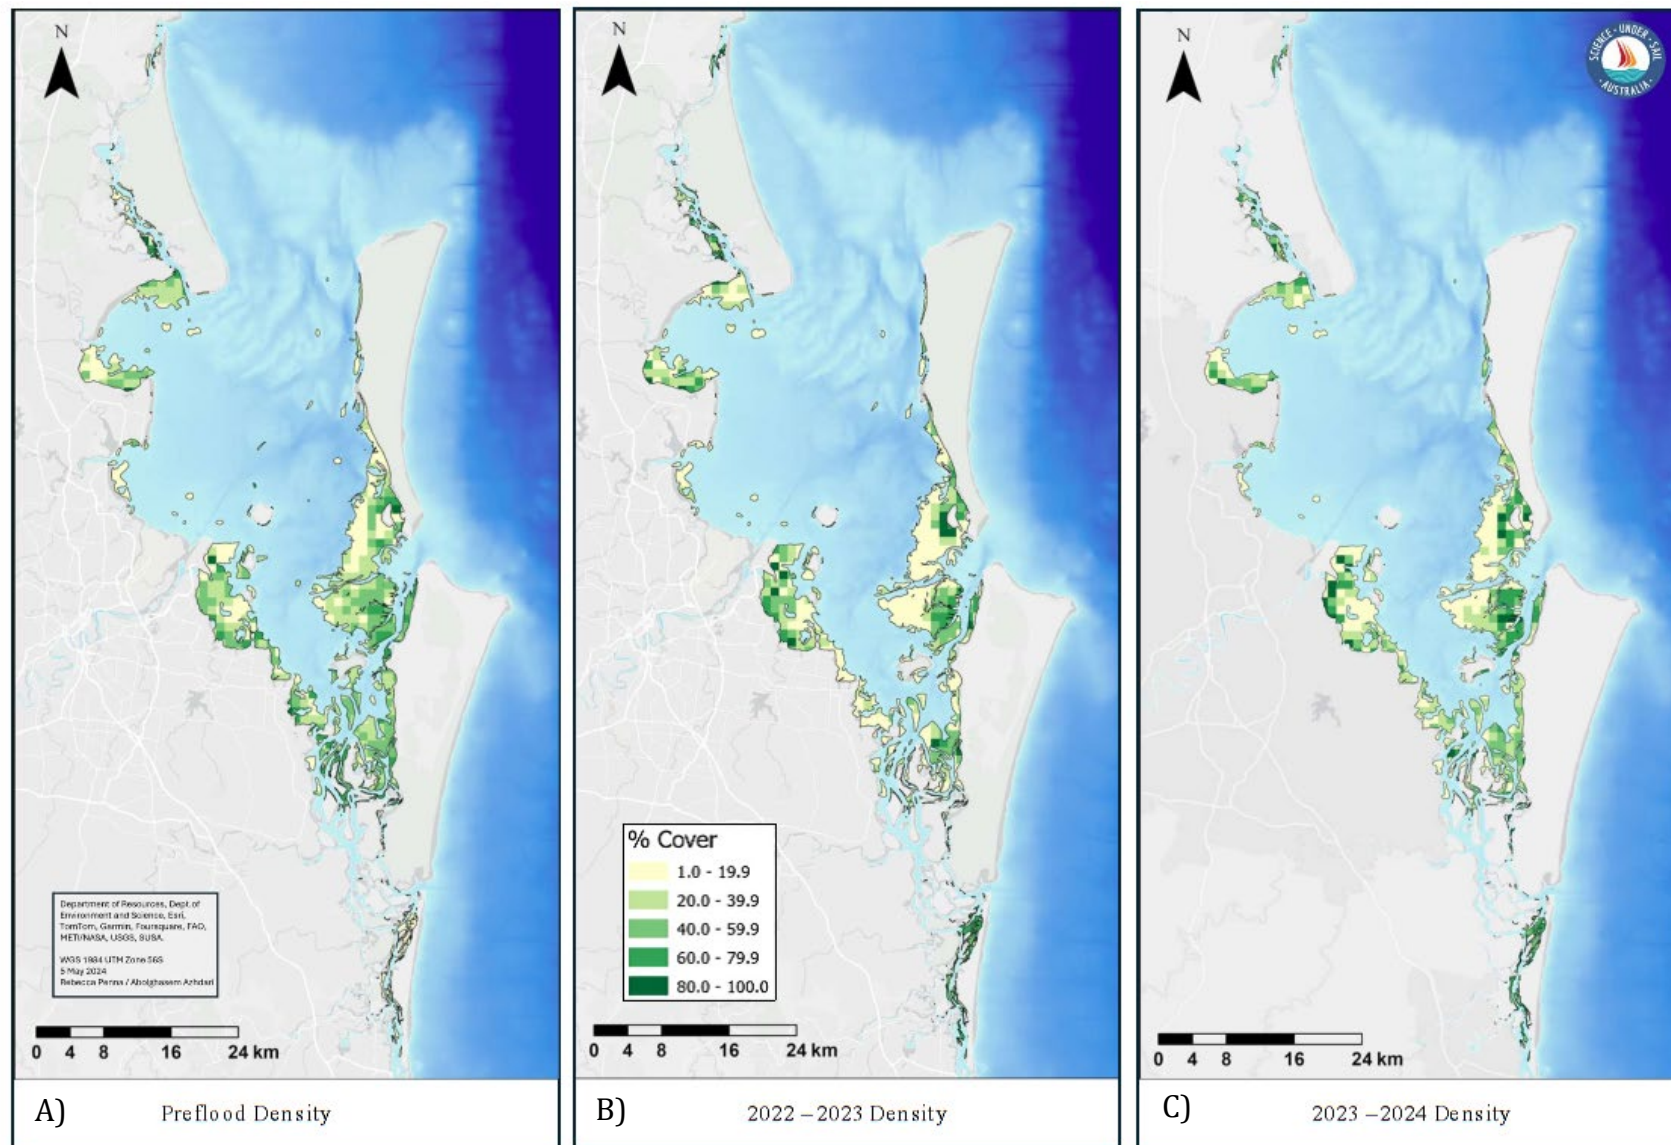 N
N
N
SCIENCE · UNDER · SAIL
· AUSTRALIA ·
Department of Resources, Dept. of
Environment and Science, Esri,
TomTom, Garmin, Foursquare, FAO,
METI/NASA, USGS, SUSA.
WGS 1984 UTM Zone 56S
5 May 2024
Rebecca Penna / Abolghasem Azhdari
% Cover
1.0 - 19.9
20.0 - 39.9
40.0 - 59.9
60.0 - 79.9
80.0 - 100.0
0 4 8 16 24 km
0 4 8 16 24 km
0 4 8 16 24 km
A) Preflood Density
B) 2022 – 2023 Density
C) 2023 – 2024 Density